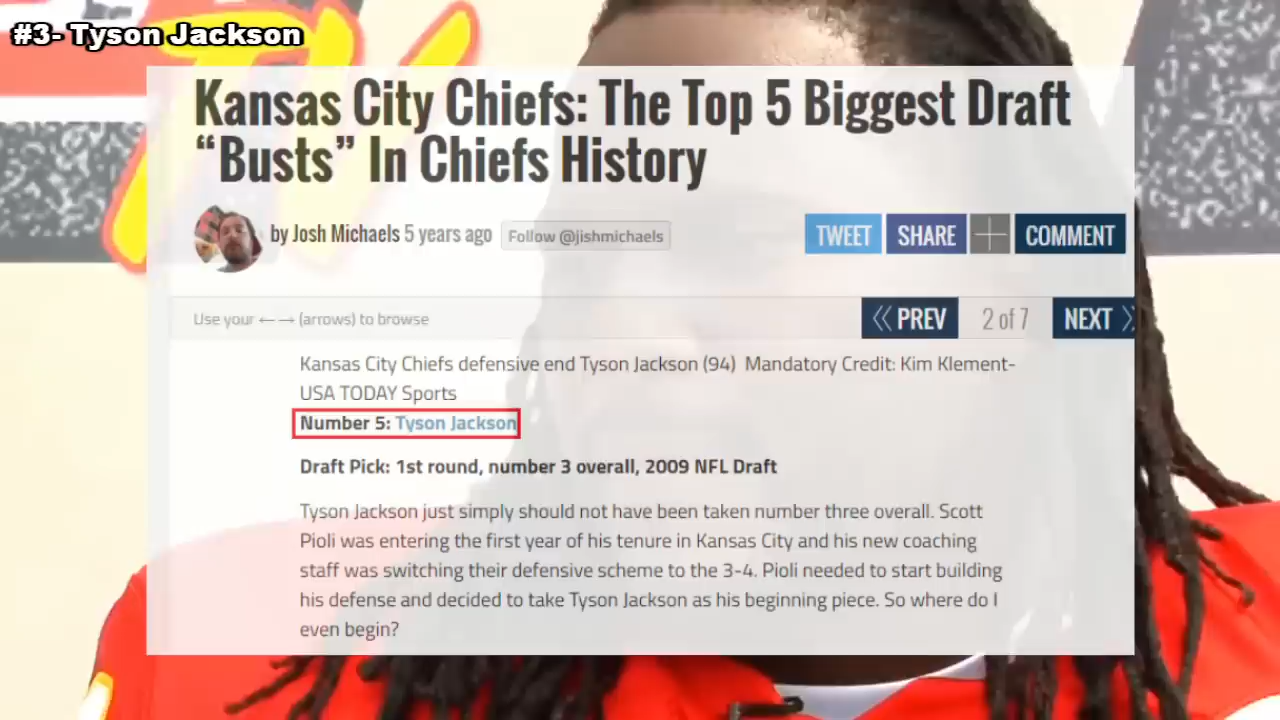 #3- Tyson Jackson
Kansas City Chiefs: The Top 5 Biggest Draft
“Busts” In Chiefs History
by Josh Michaels 5 years ago
Follow @jishmichaels
TWEET
SHARE
COMMENT
Use your ←→ (arrows) to browse
PREV
2 of 7
NEXT
Kansas City Chiefs defensive end Tyson Jackson (94) Mandatory Credit: Kim Klement-
USA TODAY Sports
Number 5: Tyson Jackson
Draft Pick: 1st round, number 3 overall, 2009 NFL Draft
Tyson Jackson just simply should not have been taken number three overall. Scott
Pioli was entering the first year of his tenure in Kansas City and his new coaching
staff was switching their defensive scheme to the 3-4. Pioli needed to start building
his defense and decided to take Tyson Jackson as his beginning piece. So where do I
even begin?